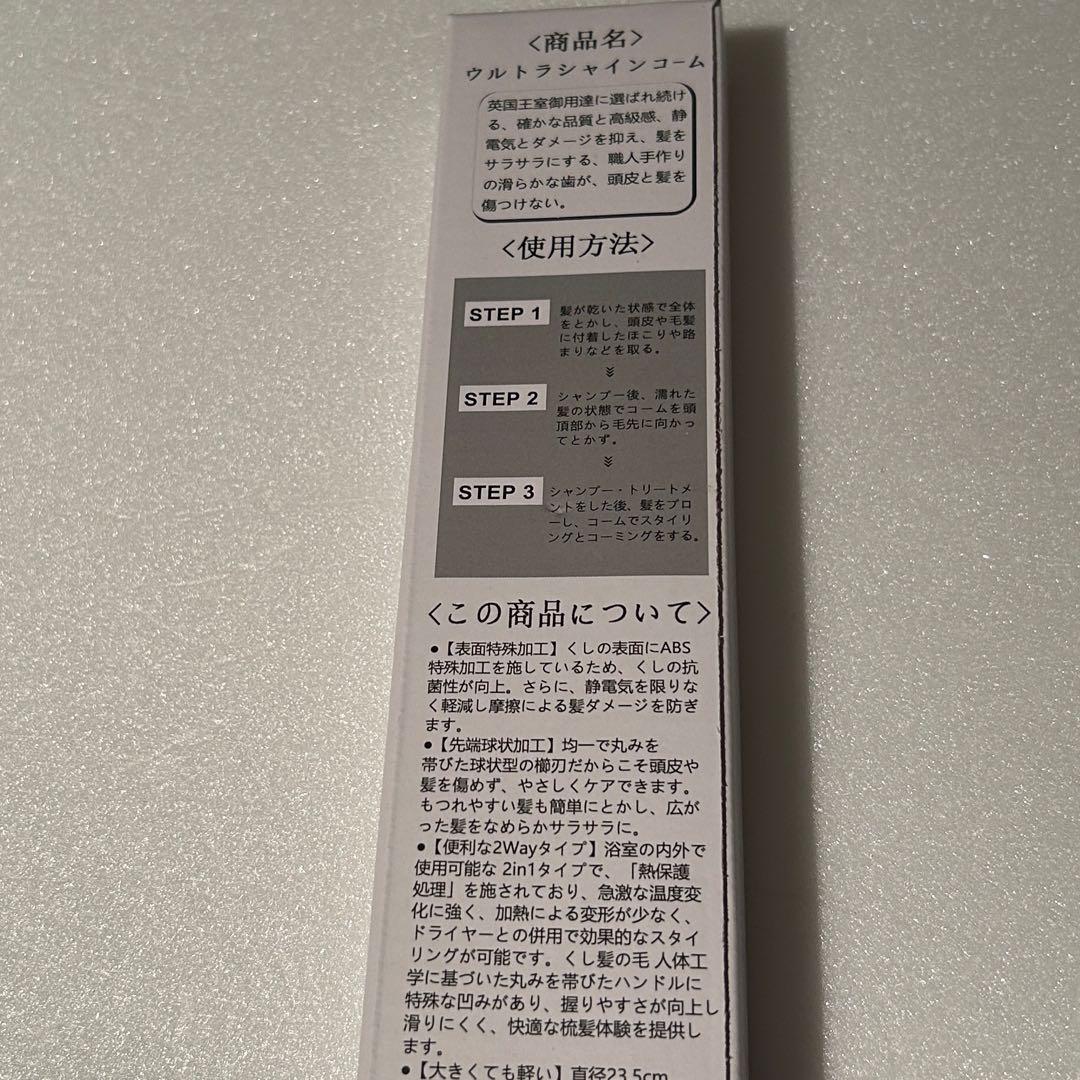 <商品名>
ウルトラシャインコーム
英国王室御用達に選ばれ続け
る、確かな品質と高級感、静
電気とダメージを抑え、髪を
サラサラにする、職人手作り
の滑らかな歯が、頭皮と髪を
傷つけない。
<使用方法>
STEP 1
髪が乾いた状感で全体
をとかし、頭皮や毛髪
に付着したほこりや路
まりなどを取る。
STEP 2
シャンプー後、濡れた
髪の状態でコームを頭
頂部から毛先に向かっ
てとかず。
STEP 3
シャンプー・トリートメ
ントをした後、髪をブロ
ーし、コームでスタイリ
ングとコーミングをする。
<この商品について>
●【表面特殊加工】くしの表面にABS
特殊加工を施しているため、くしの抗
菌性が向上。さらに、静電気を限りな
く軽減し摩擦による髪ダメージを防ぎ
ます。
●【先端球状加工】均一で丸みを
帯びた球状型の櫛刃だからこそ頭皮や
髪を傷めず、やさしくケアできます。
もつれやすい髪も簡単にとかし、広が
った髪をなめらかサラサラに。
●【便利な2Wayタイプ】浴室の内外で
使用可能な 2in1タイプで、「熱保護
処理」を施されており、急激な温度変
化に強く、加熱による変形が少なく、
ドライヤーとの併用で効果的なスタイ
リングが可能です。くし髪の毛 人体工
学に基づいた丸みを帯びたハンドルに
特殊な凹みがあり、握りやすさが向上し
滑りにくく、快適な梳髪体験を提供し
ます。
●【大きくても軽い】直径23.5cm